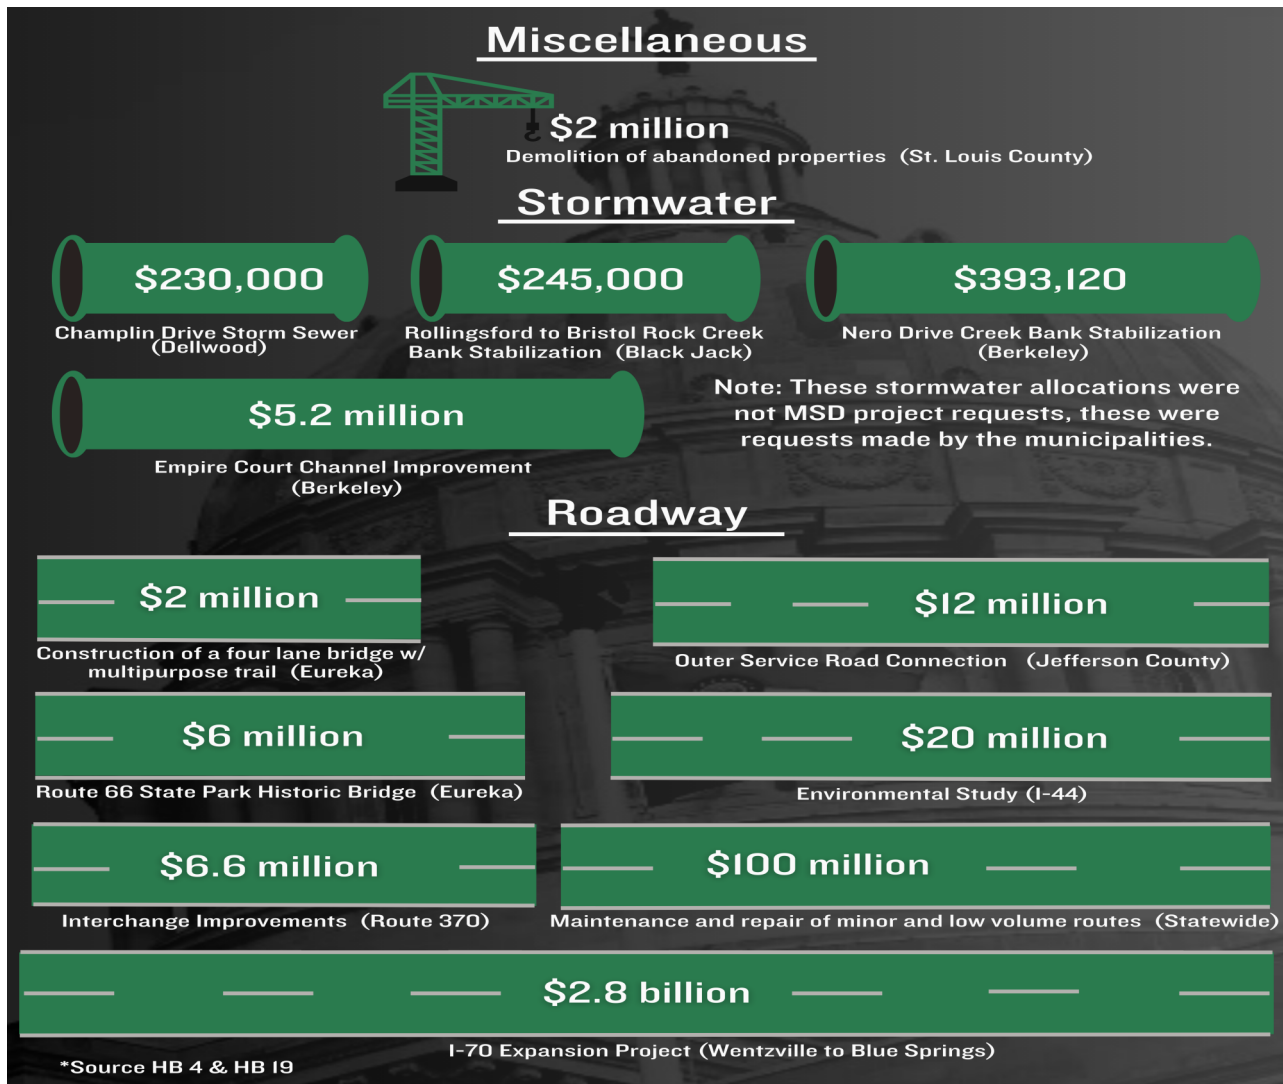 Miscellaneous
$2 million
Demolition of abandoned properties (St. Louis County)
Stormwater
$230,000
Champlin Drive Storm Sewer
(Dellwood)
$245,000
Rollingsford to Bristol Rock Creek
Bank Stabilization (Black Jack)
$393,120
Nero Drive Creek Bank Stabilization
(Berkeley)
$5.2 million
Empire Court Channel Improvement
(Berkeley)
Note: These stormwater allocations were
not MSD project requests, these were
requests made by the municipalities.
Roadway
$2 million
Construction of a four lane bridge w/
multipurpose trail (Eureka)
$12 million
Outer Service Road Connection (Jefferson County)
$6 million
Route 66 State Park Historic Bridge (Eureka)
$20 million
Environmental Study (I-44)
$6.6 million
Interchange Improvements (Route 370)
$100 million
Maintenance and repair of minor and low volume routes (Statewide)
$2.8 billion
I-70 Expansion Project (Wentzville to Blue Springs)
*Source HB 4 & HB 19